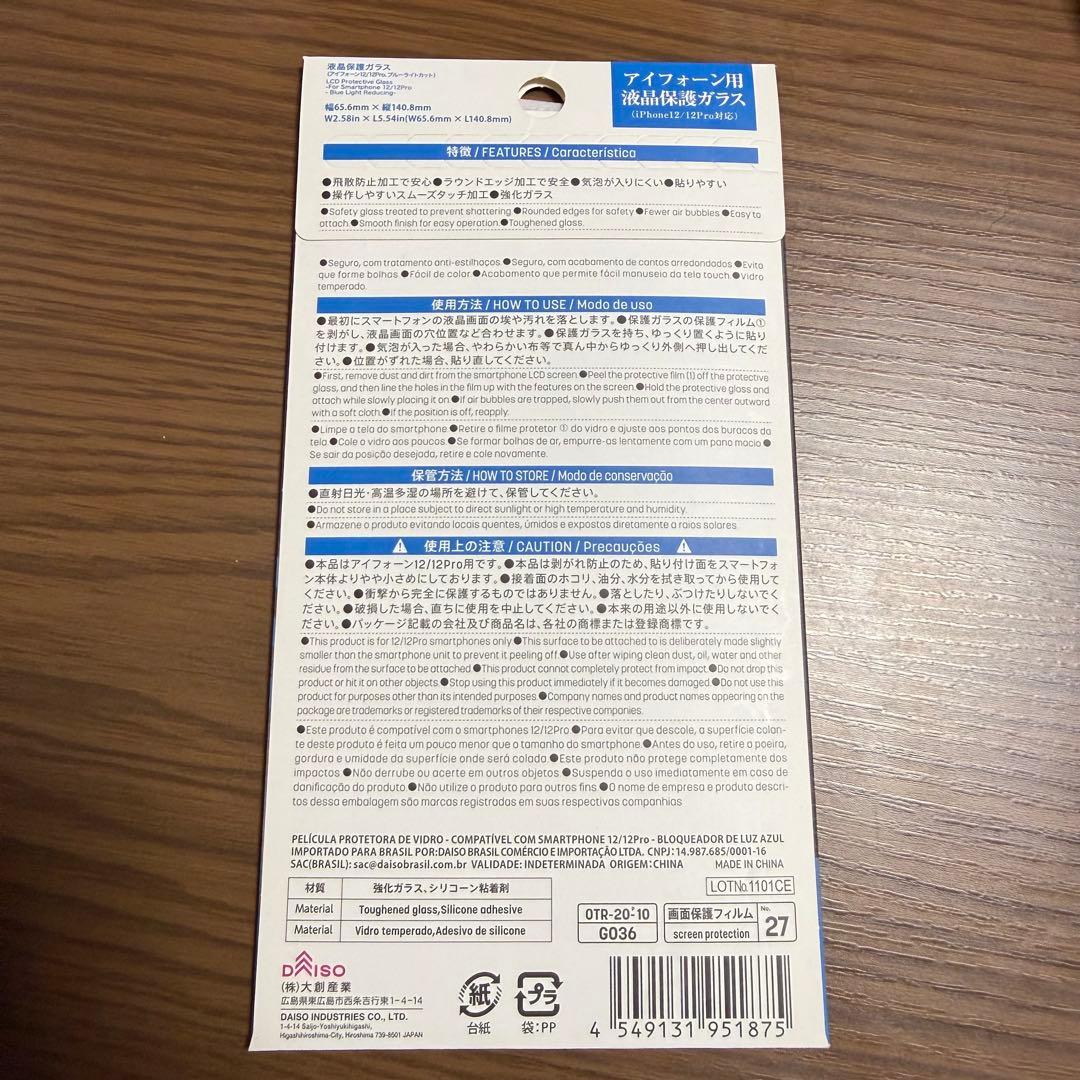 液晶保護ガラス
(アイフォーン12/12Pro、ブルーライトカット)
LCD Protective Glass
-For Smartphone 12/12Pro
- Blue Light Reducing-
幅65.6mm × 縦140.8mm
W2.58in × L5.54in(W65.6mm × L140.8mm)
アイフォーン用
液晶保護ガラス
(iPhone12/12Pro対応)
特徴 / FEATURES / Característica
●飛散防止加工で安心●ラウンドエッジ加工で安全●気泡が入りにくい●貼りやすい
●操作しやすいスムーズタッチ加工●強化ガラス
●Safety glass treated to prevent shattering ●Rounded edges for safety ●Fewer air bubbles ●Easy to
attach ●Smooth finish for easy operation ●Toughened glass.
●Seguro, com tratamento anti-estilhaços.●Seguro, com acabamento de cantos arredondados.●Evita
que forme bolhas.●Fácil de colar.●Acabamento que permite fácil manuseio da tela touch.●Vidro
temperado.
使用方法 / HOW TO USE / Modo de uso
●最初にスマートフォンの液晶画面の埃や汚れを落とします。●保護ガラスの保護フィルム①
を剥がし、液晶画面の穴位置など合わせます。●保護ガラスを持ち、ゆっくり置くように貼り
付けます。●気泡が入った場合、やわらかい布等で真ん中からゆっくり外側へ押し出してくだ
さい。●位置がずれた場合、貼り直してください。
●First, remove dust and dirt from the smartphone LCD screen.●Peel the protective film (1) off the protective
glass, and then line the holes in the film up with the features on the screen.●Hold the protective glass and
attach while slowly placing it on.●If air bubbles are trapped, slowly push them out from the center outward
with a soft cloth.●If the position is off, reapply.
●Limpe a tela do smartphone.●Retire o filme protetor ① do vidro e ajuste aos pontos dos buracos da
tela.●Cole o vidro aos poucos.●Se formar bolhas de ar, empurre-as lentamente com um pano macio.●
Se sair da posição desejada, retire e cole novamente.
保管方法 / HOW TO STORE / Modo de conservação
●直射日光・高温多湿の場所を避けて、保管してください。
●Do not store in a place subject to direct sunlight or high temperature and humidity.
●Armazene o produto evitando locais quentes, úmidos e expostos diretamente a raios solares.
使用上の注意 / CAUTION / Precauções
●本品はアイフォーン12/12Pro用です。●本品は剥がれ防止のため、貼り付け面をスマートフォ
ン本体よりやや小さめにしております。●接着面のホコリ、油分、水分を拭き取ってから使用して
ください。●衝撃から完全に保護するものではありません。●落としたり、ぶつけたりしないでく
ださい。●破損した場合、直ちに使用を中止してください。●本来の用途以外に使用しないでく
ださい。●パッケージ記載の会社及び商品名は、各社の商標または登録商標です。
●This product is for 12/12Pro smartphones only ●This surface to be attached to is deliberately made slightly
smaller than the smartphone unit to prevent it peeling off.●Use after wiping clean dust, oil, water and other
residue from the surface to be attached.●This product cannot completely protect from impact.●Do not drop this
product or hit it on other objects.●Stop using this product immediately if it becomes damaged.●Do not use this
product for purposes other than its intended purposes.●Company names and product names appearing on the
package are trademarks or registered trademarks of their respective companies.
●Este produto é compatível com o smartphones 12/12Pro ●Para evitar que descole, a superfície colan-
te deste produto é feita um pouco menor que o tamanho do smartphone.●Antes do uso, retire a poeira,
gordura e umidade da superfície onde será colada ●Este produto não protege completamente dos
impactos ●Não derrube ou acerte em outros objetos ●Suspenda o uso imediatamente em caso de
danificação do produto ●Não utilize o produto para outros fins ●O nome de empresa e produto descri-
tos dessa embalagem são marcas registradas em suas respectivas companhias
PELÍCULA PROTETORA DE VIDRO - COMPATÍVEL COM SMARTPHONE 12/12Pro - BLOQUEADOR DE LUZ AZUL
IMPORTADO PARA BRASIL POR:DAISO BRASIL COMÉRCIO E IMPORTAÇÃO LTDA. CNPJ:14.987.685/0001-16
SAC(BRASIL): sac@daisobrasil.com.br VALIDADE: INDETERMINADA ORIGEM:CHINA MADE IN CHINA
材質 強化ガラス、シリコーン粘着剤
Material Toughened glass,Silicone adhesive
Material Vidro temperado,Adesivo de silicone
LOTNo.1101CE
OTR-20-10
G036
画面保護フィルム
screen protection
No.
27
DAISO
(株)大創産業
広島県東広島市西条吉行東1-4-14
DAISO INDUSTRIES CO., LTD.
1-4-14 Saijo-Yoshiyukihigashi,
Higashihiroshima-City, Hiroshima 739-8501 JAPAN
紙
台紙
プラ
袋:PP
4 549131 951875